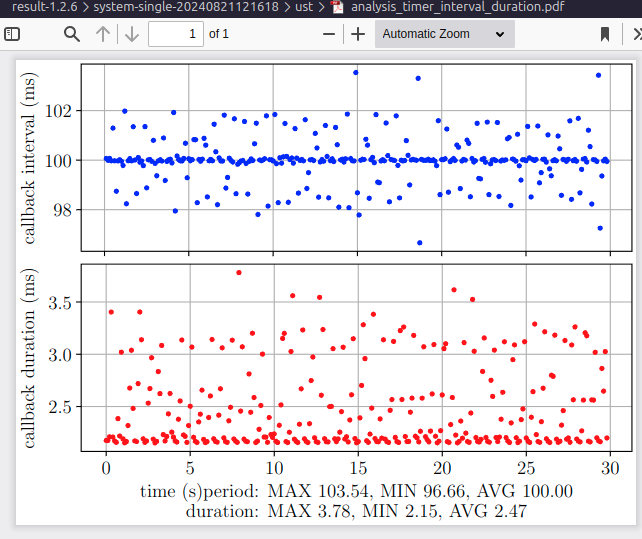 result-1.2.6 › system-single-20240821121618 › ust › analysis_timer_interval_duration.pdf
1 of 1 Automatic Zoom
callback interval (ms)
102
100
98
callback duration (ms)
3.5
3.0
2.5
0 5 10 15 20 25 30
time (s)period: MAX 103.54, MIN 96.66, AVG 100.00
duration: MAX 3.78, MIN 2.15, AVG 2.47